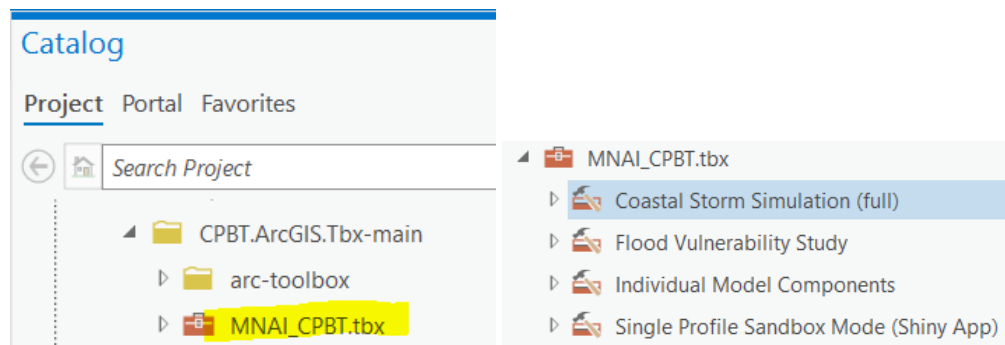 Catalog
Project Portal Favorites
Search Project
CPBT.ArcGIS.Tbx-main
arc-toolbox
MNAI_CPBT.tbx
MNAI_CPBT.tbx
Coastal Storm Simulation (full)
Flood Vulnerability Study
Individual Model Components
Single Profile Sandbox Mode (Shiny App)